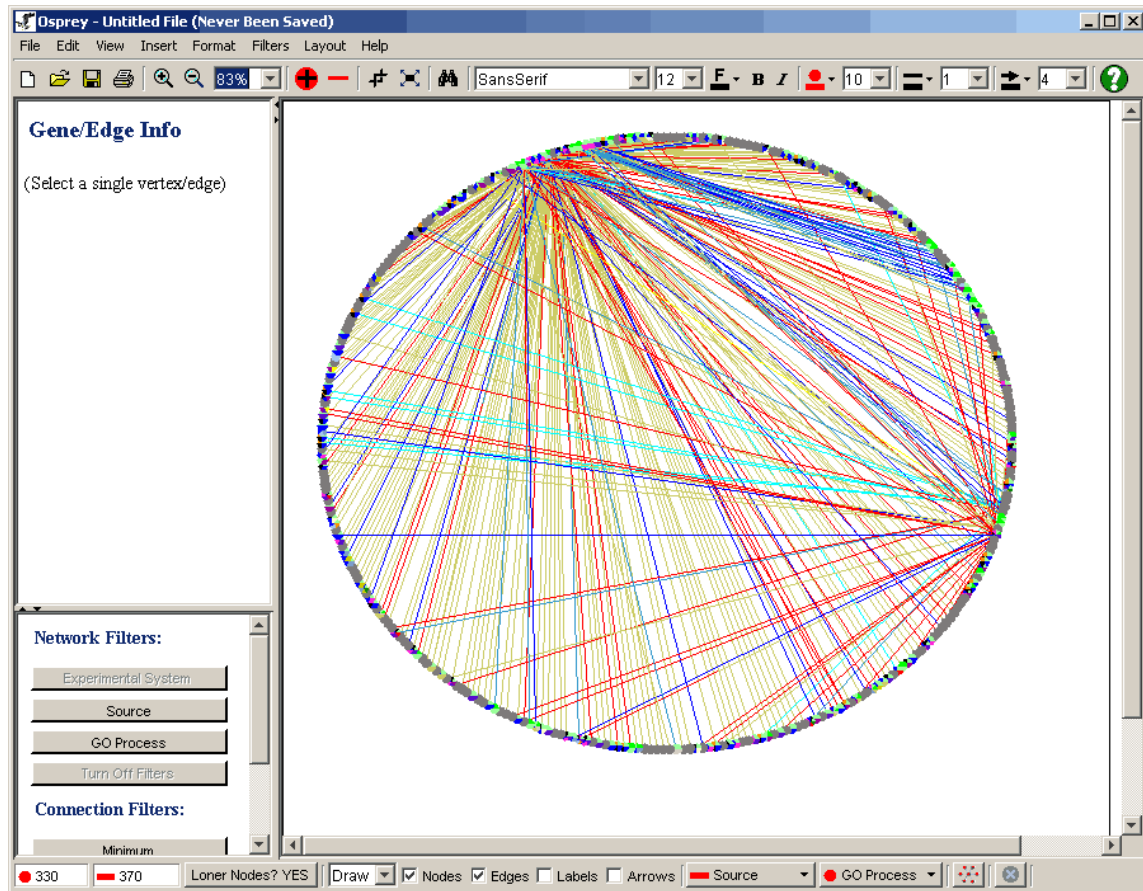 Osprey - Untitled File (Never Been Saved)
File Edit View Insert Format Filters Layout Help
83% SansSerif 12 F B I 10 1 4 ?
Gene/Edge Info
(Select a single vertex/edge)
Network Filters:
Experimental System
Source
GO Process
Turn Off Filters
Connection Filters:
Minimum
330 370 Loner Nodes? YES Draw Nodes Edges Labels Arrows Source GO Process